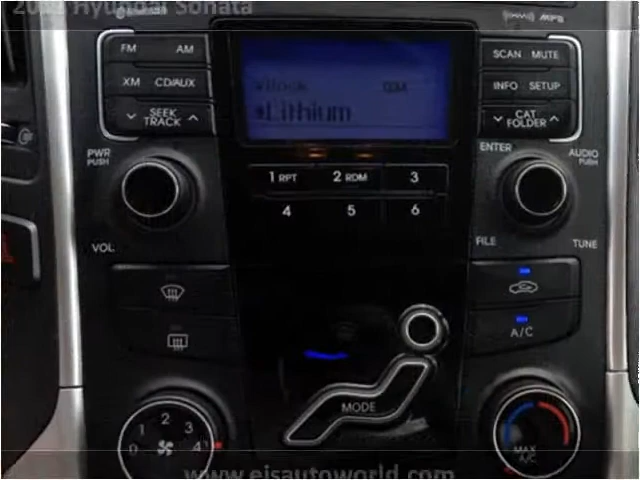 Hyundai Sonata
FM AM
XM CD/AUX
SEEK
TRACK
PWR
PUSH
VOL
Lithium
1 RPT 2 RDM 3
4 5 6
SCAN MUTE
INFO SETUP
CAT
FOLDER
ENTER AUDIO
PUSH
FILE TUNE
A/C
MODE
0 1 2 3 4
MAX
A/C
www.eisautoworld.com